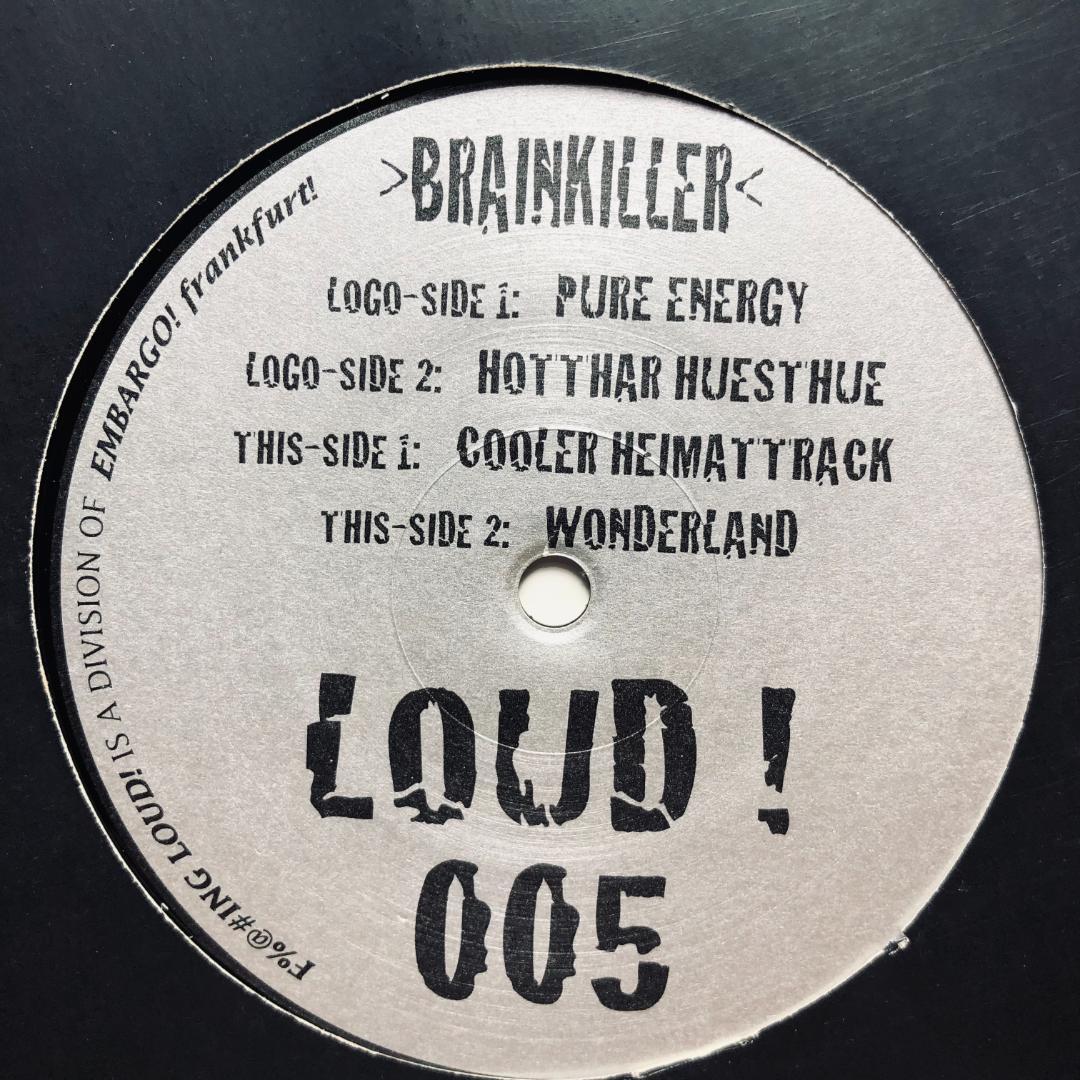 >BRAINKILLER<
LOGO-SIDE 1: PURE ENERGY
LOGO-SIDE 2: HOTTHAR HUESTHUE
THIS-SIDE 1: COOLER HEIMATTRACK
THIS-SIDE 2: WONDERLAND
LOUD !
005
F%@#ING LOUD! IS A DIVISION OF EMBARGO! frankfurt!